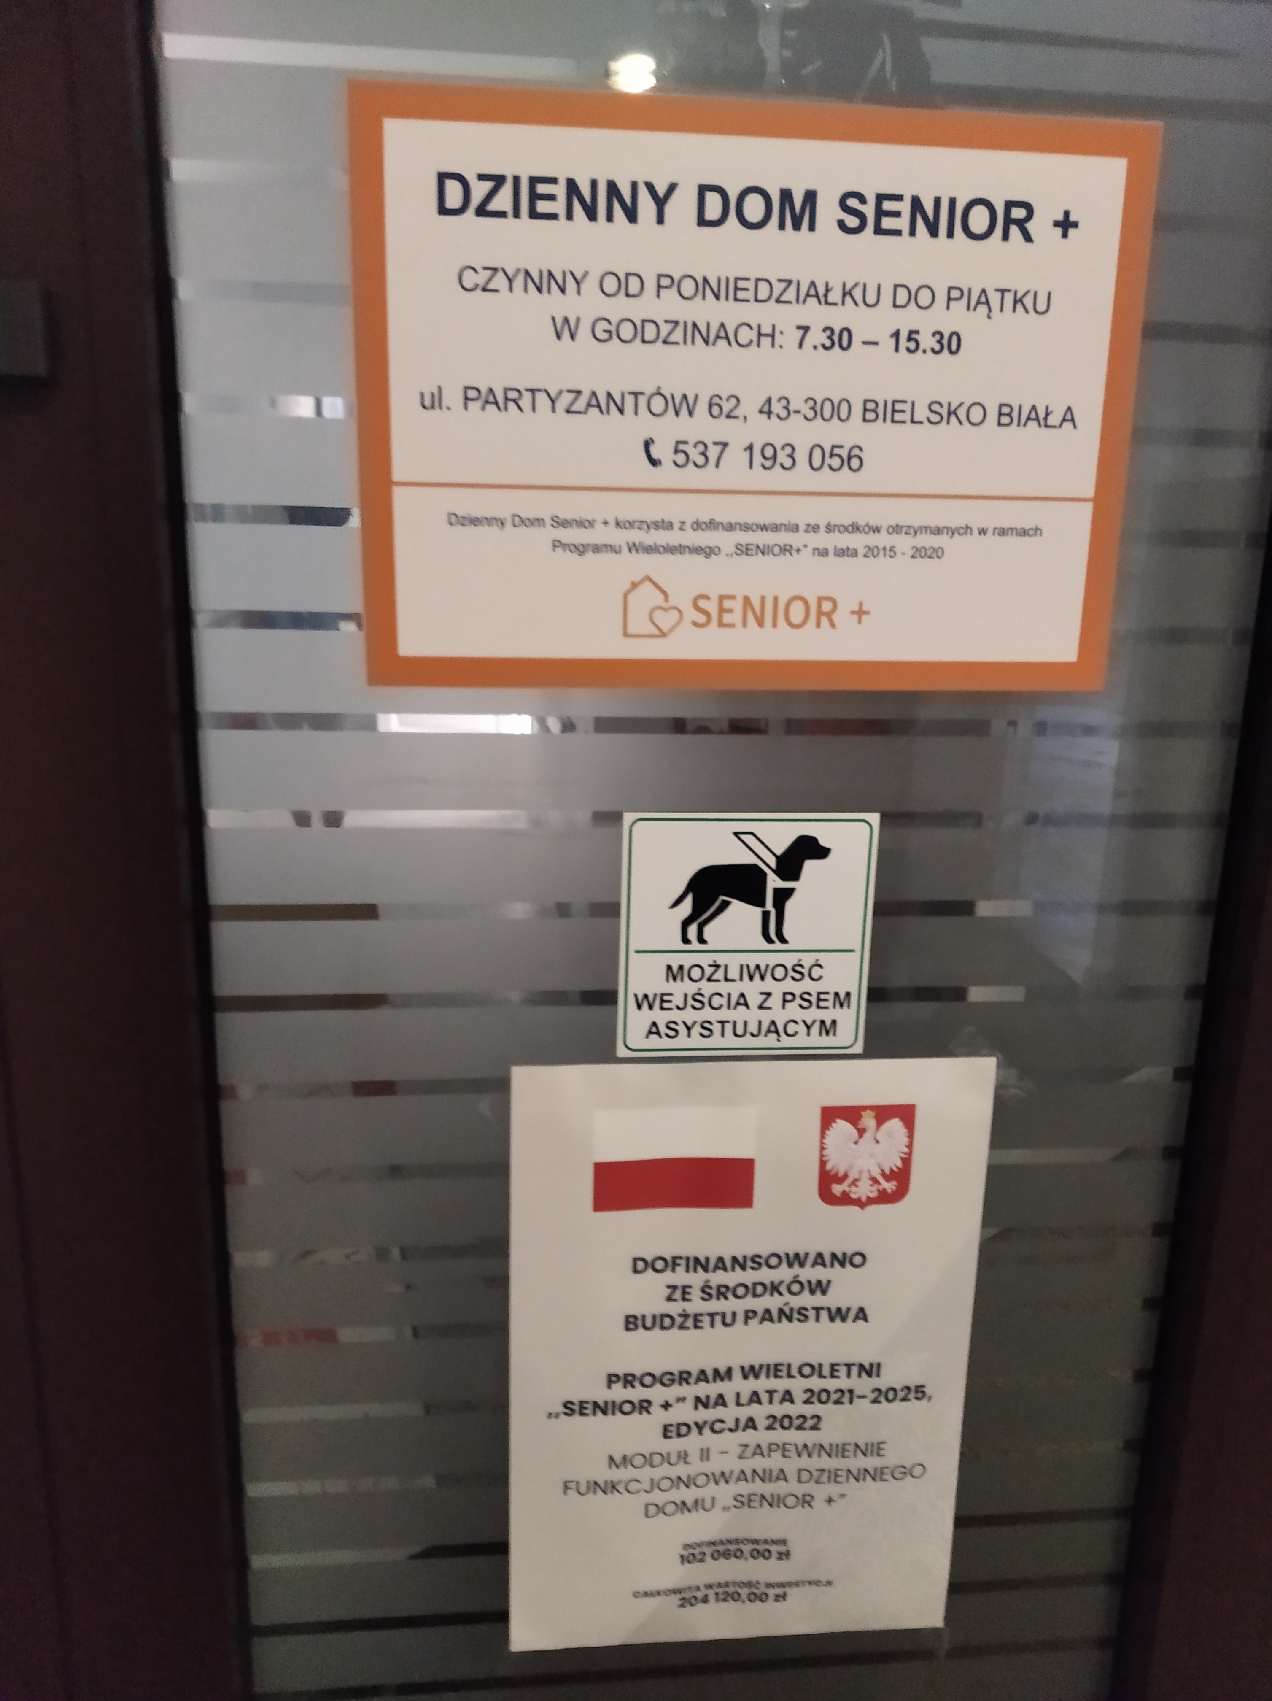 DZIENNY DOM SENIOR +
CZYNNY OD PONIEDZIAŁKU DO PIĄTKU
W GODZINACH: 7.30 – 15.30
ul. PARTYZANTÓW 62, 43-300 BIELSKO BIAŁA
537 193 056
Dzienny Dom Senior + korzysta z dofinansowania ze środków otrzymanych w ramach
Programu Wieloletniego „SENIOR+" na lata 2015 - 2020
SENIOR +
MOŻLIWOŚĆ
WEJŚCIA Z PSEM
ASYSTUJĄCYM
DOFINANSOWANO
ZE ŚRODKÓW
BUDŻETU PAŃSTWA
PROGRAM WIELOLETNI
„SENIOR +" NA LATA 2021-2025,
EDYCJA 2022
MODUŁ II - ZAPEWNIENIE
FUNKCJONOWANIA DZIENNEGO
DOMU „SENIOR +"
DOFINANSOWANIE
102 060,00 zł
CAŁKOWITA WARTOŚĆ INWESTYCJI
204 120,00 zł